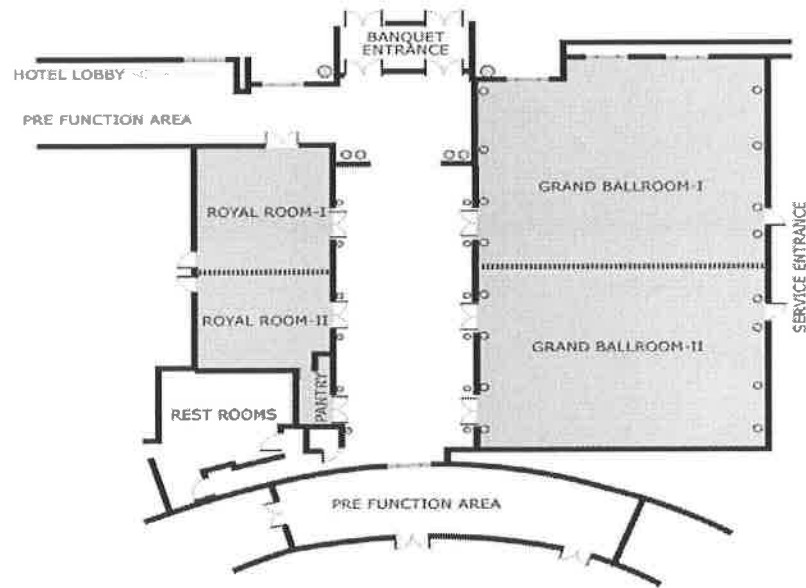 BANQUET
ENTRANCE
HOTEL LOBBY
PRE FUNCTION AREA
ROYAL ROOM-I
GRAND BALLROOM-I
SERVICE ENTRANCE
ROYAL ROOM-II
GRAND BALLROOM-II
PANTRY
REST ROOMS
PRE FUNCTION AREA